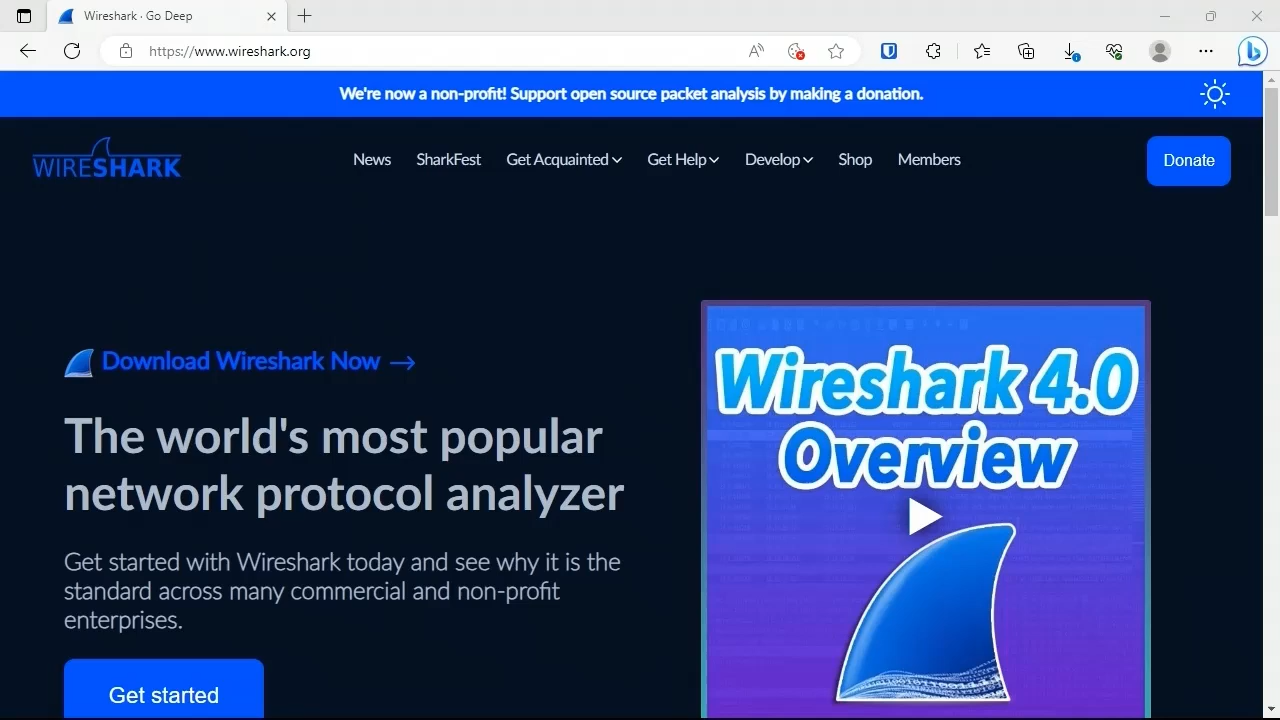 Wireshark · Go Deep
https://www.wireshark.org
We're now a non-profit! Support open source packet analysis by making a donation.
WIRESHARK
News
SharkFest
Get Acquainted
Get Help
Develop
Shop
Members
Donate
Download Wireshark Now →
The world's most popular
network protocol analyzer
Get started with Wireshark today and see why it is the
standard across many commercial and non-profit
enterprises.
Get started
Wireshark 4.0
Overview